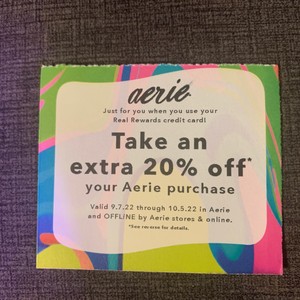 aerie
Just for you when you use your
Real Rewards credit card!
Take an
extra 20% off*
your Aerie purchase
Valid 9.7.22 through 10.5.22 in Aerie
and OFFLINE by Aerie stores & online.
*See reverse for details.